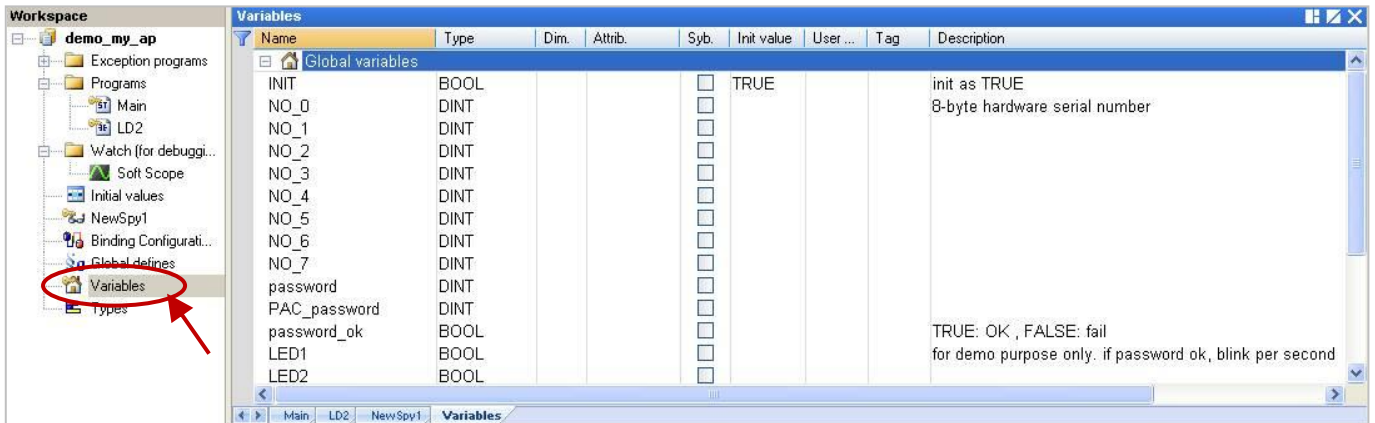 Workspace
demo_my_ap
Exception programs
Programs
ST Main
LD2
Watch (for debuggi...
Soft Scope
Initial values
NewSpy1
Binding Configurati...
Global defines
Variables
Types
Variables
Name Type Dim. Attrib. Syb. Init value User ... Tag Description
Global variables
INIT BOOL TRUE init as TRUE
NO_0 DINT 8-byte hardware serial number
NO_1 DINT
NO_2 DINT
NO_3 DINT
NO_4 DINT
NO_5 DINT
NO_6 DINT
NO_7 DINT
password DINT
PAC_password DINT
password_ok BOOL TRUE: OK , FALSE: fail
LED1 BOOL for demo purpose only. if password ok, blink per second
LED2 BOOL
Main LD2 NewSpy1 Variables